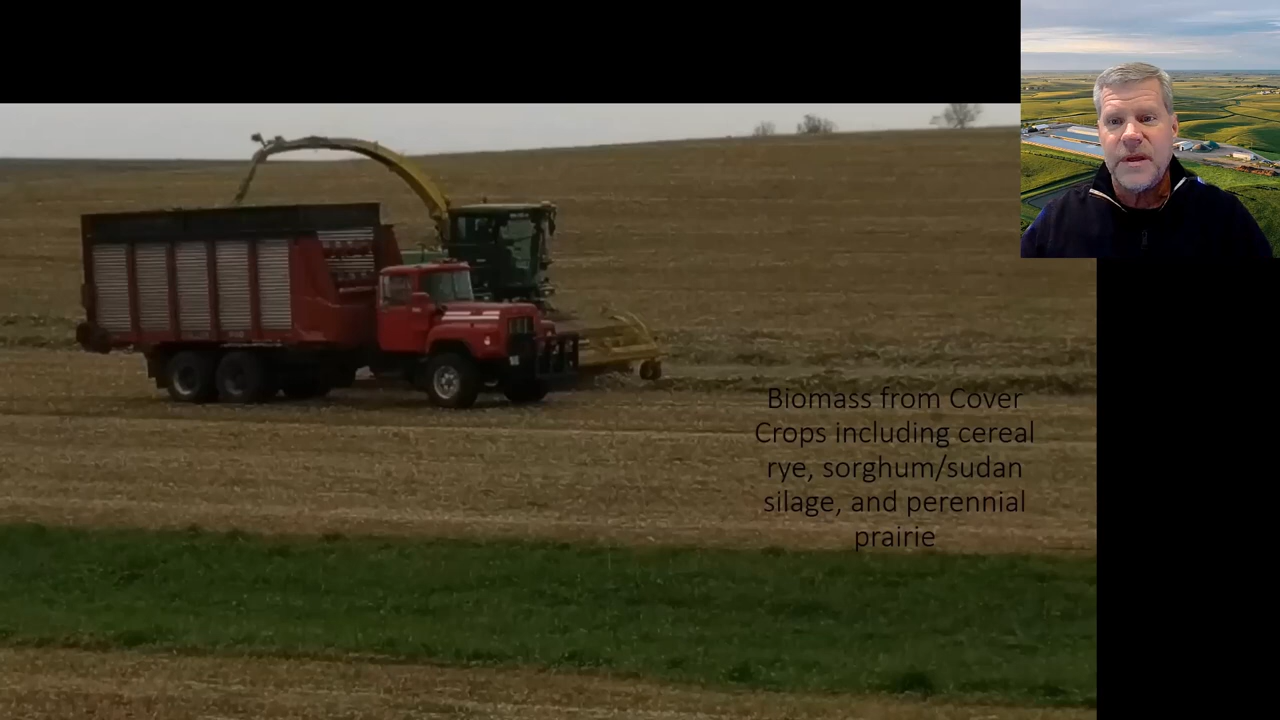 Biomass from Cover
Crops including cereal
rye, sorghum/sudan
silage, and perennial
prairie